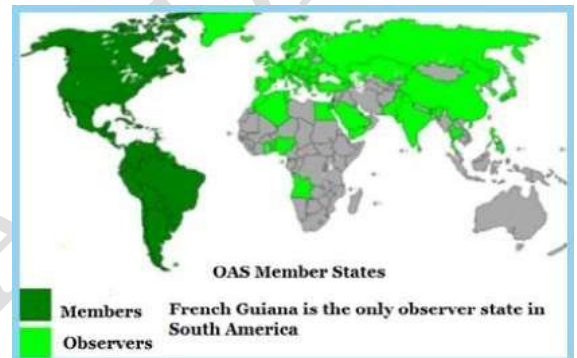 OAS Member States
Members
French Guiana is the only observer state in
South America
Observers